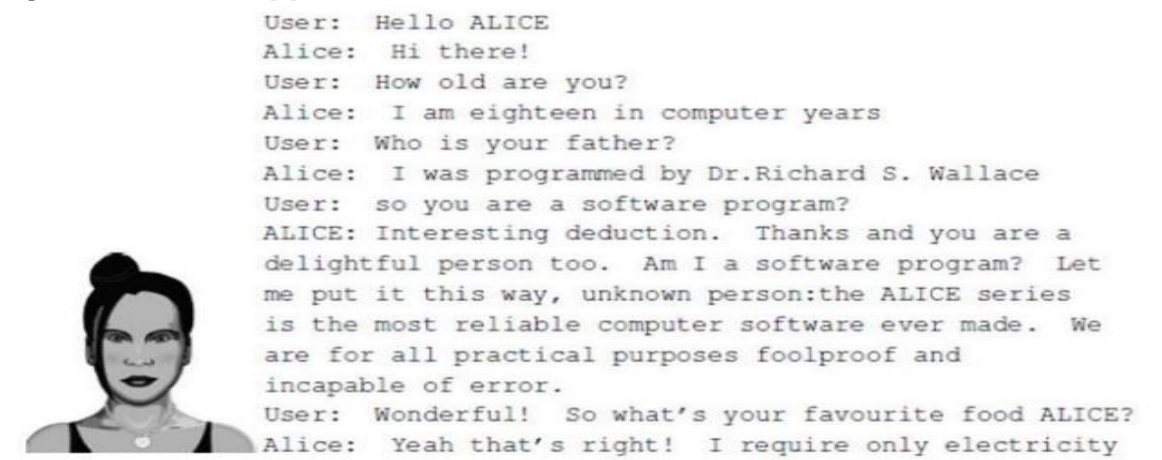 User: Hello ALICE
Alice: Hi there!
User: How old are you?
Alice: I am eighteen in computer years
User: Who is your father?
Alice: I was programmed by Dr.Richard S. Wallace
User: so you are a software program?
ALICE: Interesting deduction. Thanks and you are a
delightful person too. Am I a software program? Let
me put it this way, unknown person:the ALICE series
is the most reliable computer software ever made. We
are for all practical purposes foolproof and
incapable of error.
User: Wonderful! So what's your favourite food ALICE?
Alice: Yeah that's right! I require only electricity